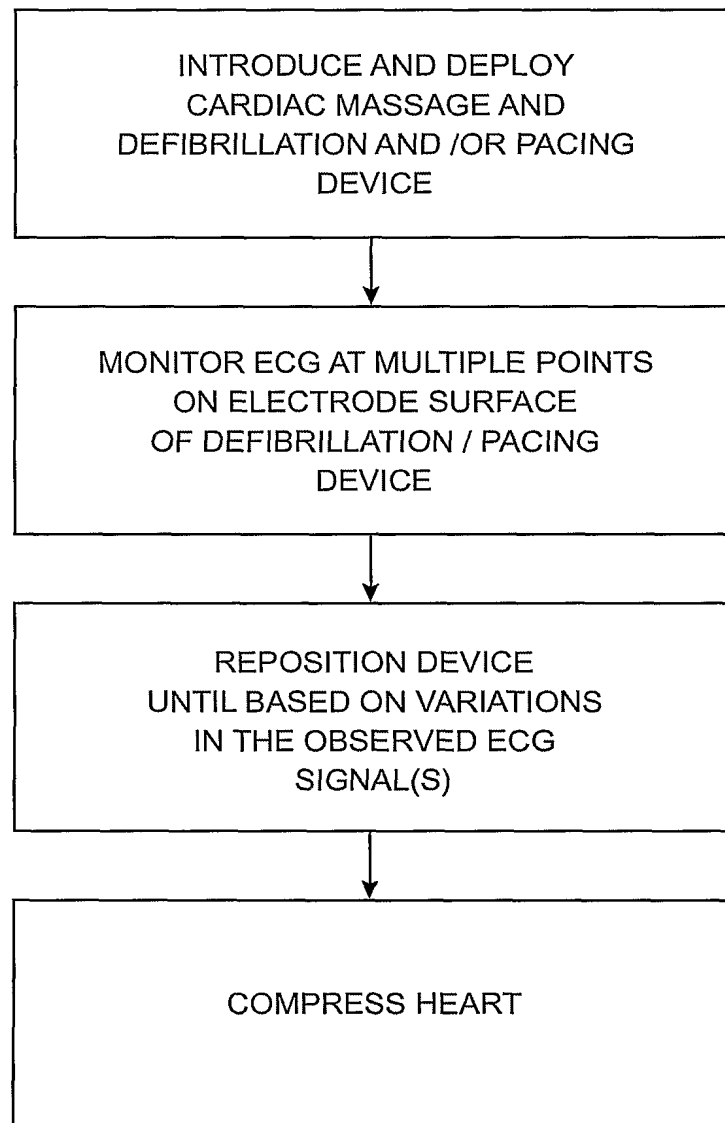 INTRODUCE AND DEPLOY
CARDIAC MASSAGE AND
DEFIBRILLATION AND /OR PACING
DEVICE
MONITOR ECG AT MULTIPLE POINTS
ON ELECTRODE SURFACE
OF DEFIBRILLATION / PACING
DEVICE
REPOSITION DEVICE
UNTIL BASED ON VARIATIONS
IN THE OBSERVED ECG
SIGNAL(S)
COMPRESS HEART